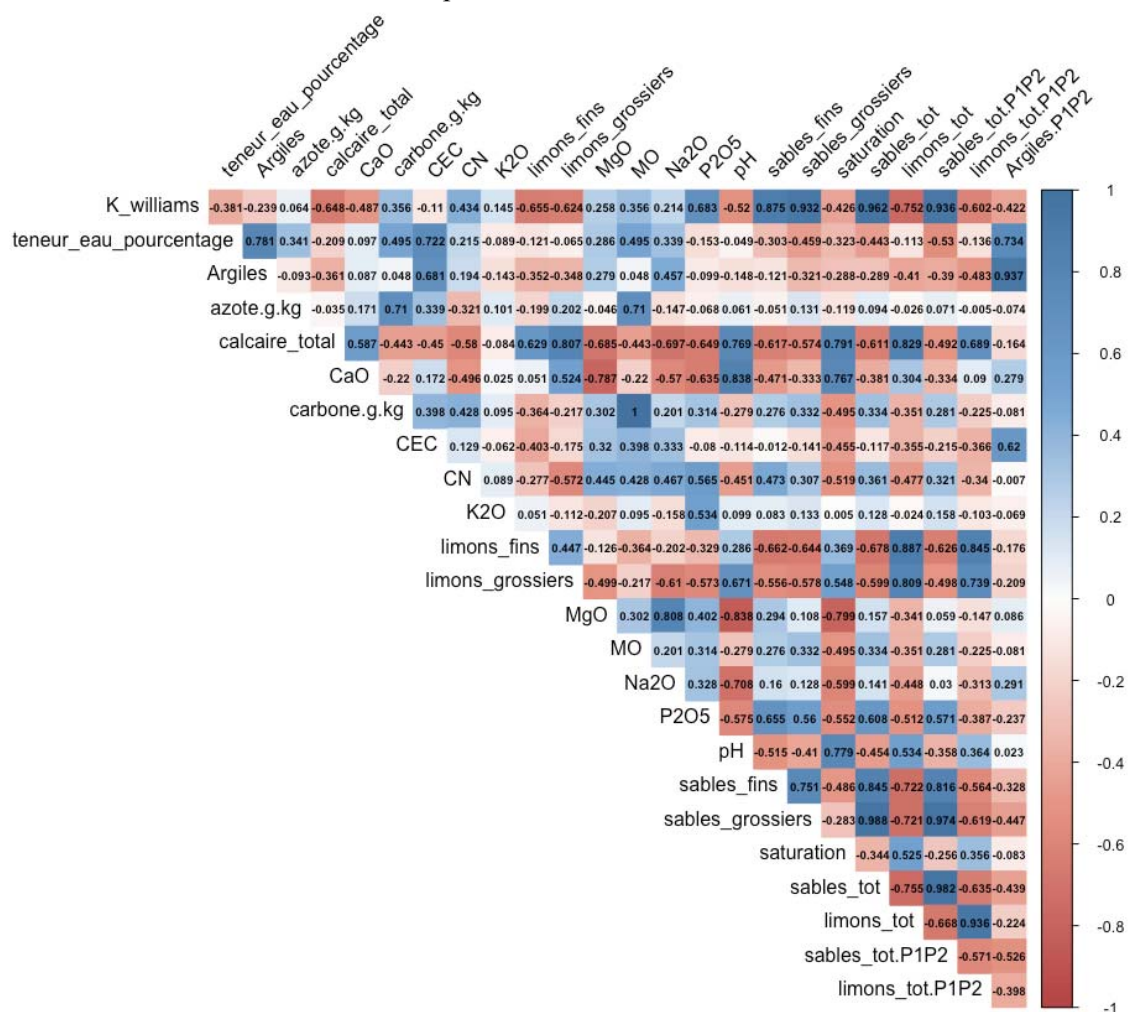 teneur_eau_pourcentage
Argiles
azote.g.kg
calcaire_total
CaO
carbone.g.kg
CEC
CN
K2O
limons_fins
limons_grossiers
MgO
MO
Na2O
P2O5
pH
sables_fins
sables_grossiers
saturation
sables_tot
limons_tot
sables_tot.P1P2
limons_tot.P1P2
Argiles.P1P2
K_williams -0.381 -0.239 0.064 -0.648 -0.487 0.356 -0.11 0.434 0.145 -0.655 -0.624 0.258 0.356 0.214 0.683 -0.52 0.875 0.932 -0.426 0.962 -0.752 0.936 -0.602 -0.422
teneur_eau_pourcentage 0.781 0.341 -0.209 0.097 0.495 0.722 0.215 -0.089 -0.121 -0.065 0.286 0.495 0.339 -0.153 -0.049 -0.303 -0.459 -0.323 -0.443 -0.113 -0.53 -0.136 0.734
Argiles -0.093 -0.361 0.087 0.048 0.681 0.194 -0.143 -0.352 -0.348 0.279 0.048 0.457 -0.099 -0.148 -0.121 -0.321 -0.288 -0.289 -0.41 -0.39 -0.483 0.937
azote.g.kg -0.035 0.171 0.71 0.339 -0.321 0.101 -0.199 0.202 -0.046 0.71 -0.147 -0.068 0.061 -0.051 0.131 -0.119 0.094 -0.026 0.071 -0.005 -0.074
calcaire_total 0.587 -0.443 -0.45 -0.58 -0.084 0.629 0.807 -0.685 -0.443 -0.697 -0.649 0.769 -0.617 -0.574 0.791 -0.611 0.829 -0.492 0.689 -0.164
CaO -0.22 0.172 -0.496 0.025 0.051 0.524 -0.787 -0.22 -0.57 -0.635 0.838 -0.471 -0.333 0.767 -0.381 0.304 -0.334 0.09 0.279
carbone.g.kg 0.398 0.428 0.095 -0.364 -0.217 0.302 1 0.201 0.314 -0.279 0.276 0.332 -0.495 0.334 -0.351 0.281 -0.225 -0.081
CEC 0.129 -0.062 -0.403 -0.175 0.32 0.398 0.333 -0.08 -0.114 -0.012 -0.141 -0.455 -0.117 -0.355 -0.215 -0.366 0.62
CN 0.089 -0.277 -0.572 0.445 0.428 0.467 0.565 -0.451 0.473 0.307 -0.519 0.361 -0.477 0.321 -0.34 -0.007
K2O 0.051 -0.112 -0.207 0.095 -0.158 0.534 0.099 0.083 0.133 0.005 0.128 -0.024 0.158 -0.103 -0.069
limons_fins 0.447 -0.126 -0.364 -0.202 -0.329 0.286 -0.662 -0.644 0.369 -0.678 0.887 -0.626 0.845 -0.176
limons_grossiers -0.499 -0.217 -0.61 -0.573 0.671 -0.556 -0.578 0.548 -0.599 0.809 -0.498 0.739 -0.209
MgO 0.302 0.808 0.402 -0.838 0.294 0.108 -0.799 0.157 -0.341 0.059 -0.147 0.086
MO 0.201 0.314 -0.279 0.276 0.332 -0.495 0.334 -0.351 0.281 -0.225 -0.081
Na2O 0.328 -0.708 0.16 0.128 -0.599 0.141 -0.448 0.03 -0.313 0.291
P2O5 -0.575 0.655 0.56 -0.552 0.608 -0.512 0.571 -0.387 -0.237
pH -0.515 -0.41 0.779 -0.454 0.534 -0.358 0.364 0.023
sables_fins 0.751 -0.486 0.845 -0.722 0.816 -0.564 -0.328
sables_grossiers -0.283 0.988 -0.721 0.974 -0.619 -0.447
saturation -0.344 0.525 -0.256 0.356 -0.083
sables_tot -0.755 0.982 -0.635 -0.439
limons_tot -0.668 0.936 -0.224
sables_tot.P1P2 -0.571 -0.526
limons_tot.P1P2 -0.398
1
0.8
0.6
0.4
0.2
0
-0.2
-0.4
-0.6
-0.8
-1